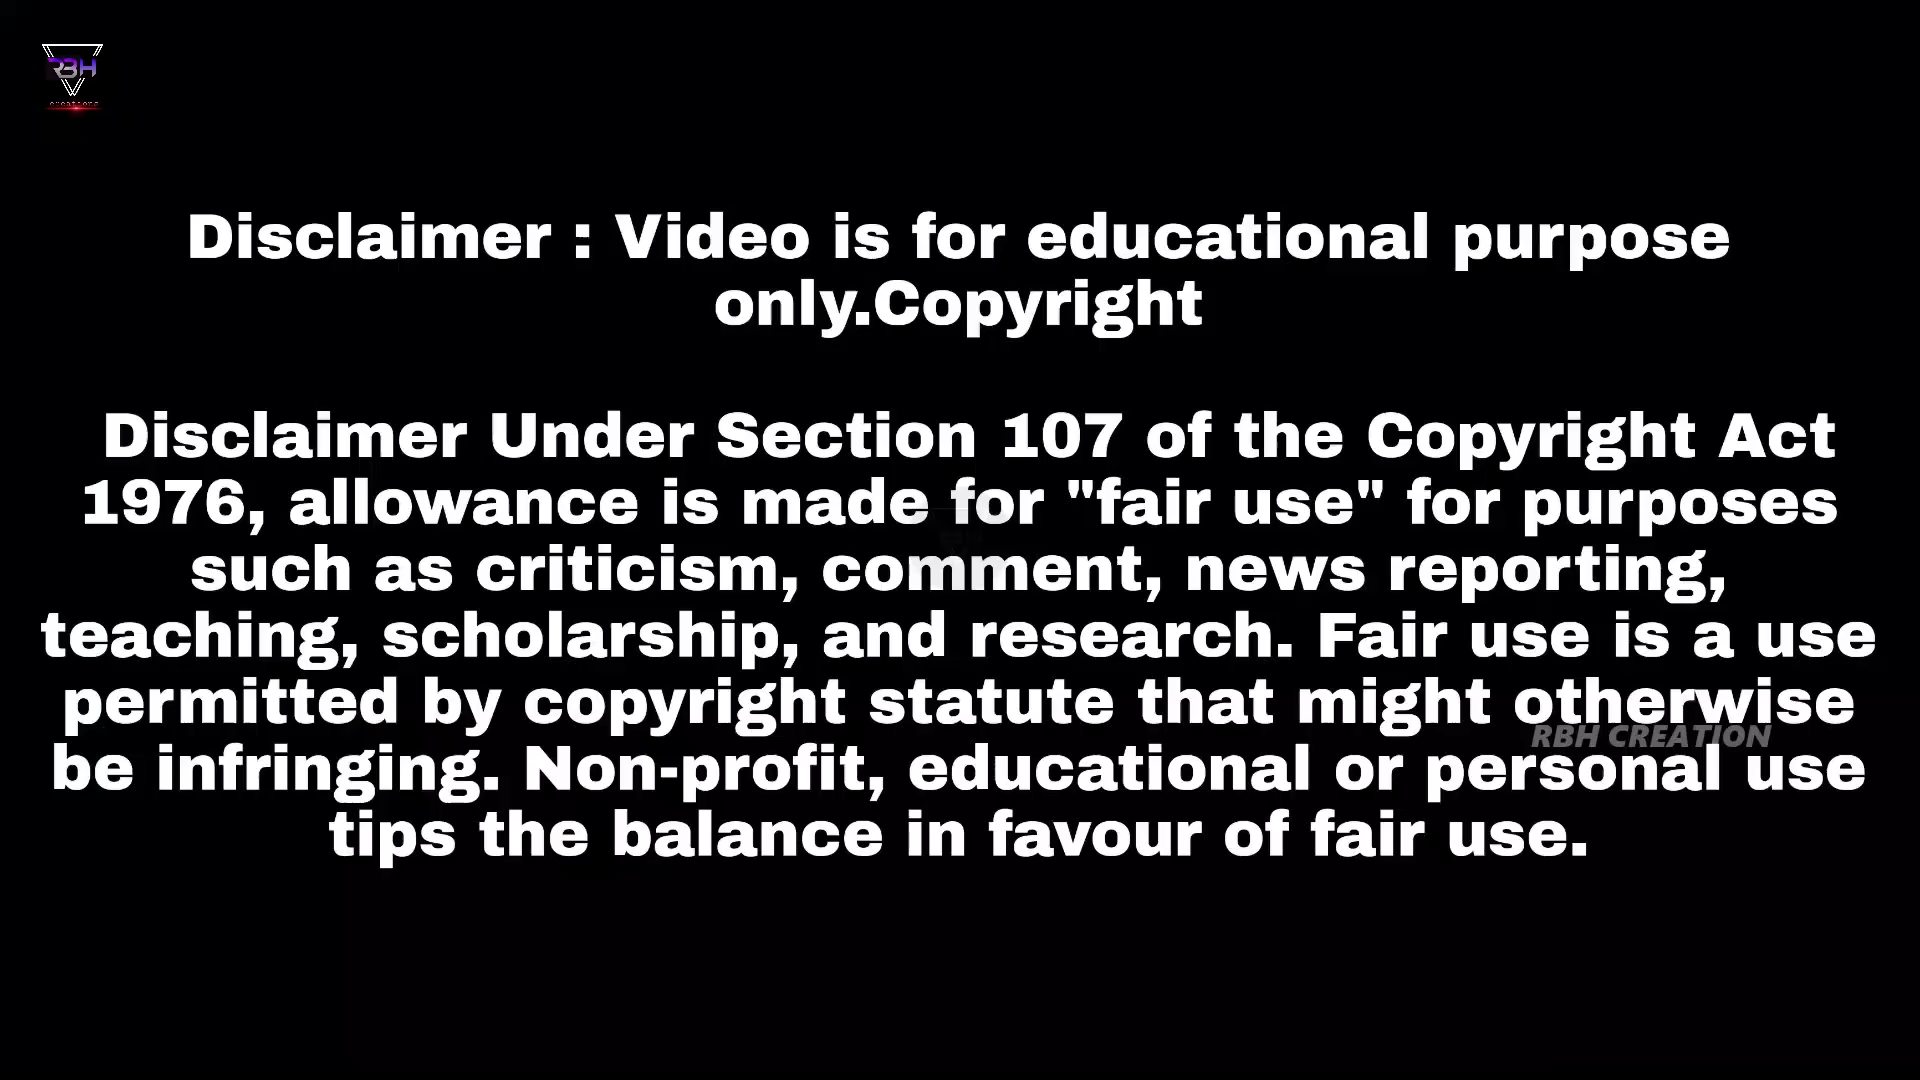 RBH
creations
Disclaimer : Video is for educational purpose
only.Copyright
Disclaimer Under Section 107 of the Copyright Act
1976, allowance is made for "fair use" for purposes
such as criticism, comment, news reporting,
teaching, scholarship, and research. Fair use is a use
permitted by copyright statute that might otherwise
RBH CREATION
be infringing. Non-profit, educational or personal use
tips the balance in favour of fair use.